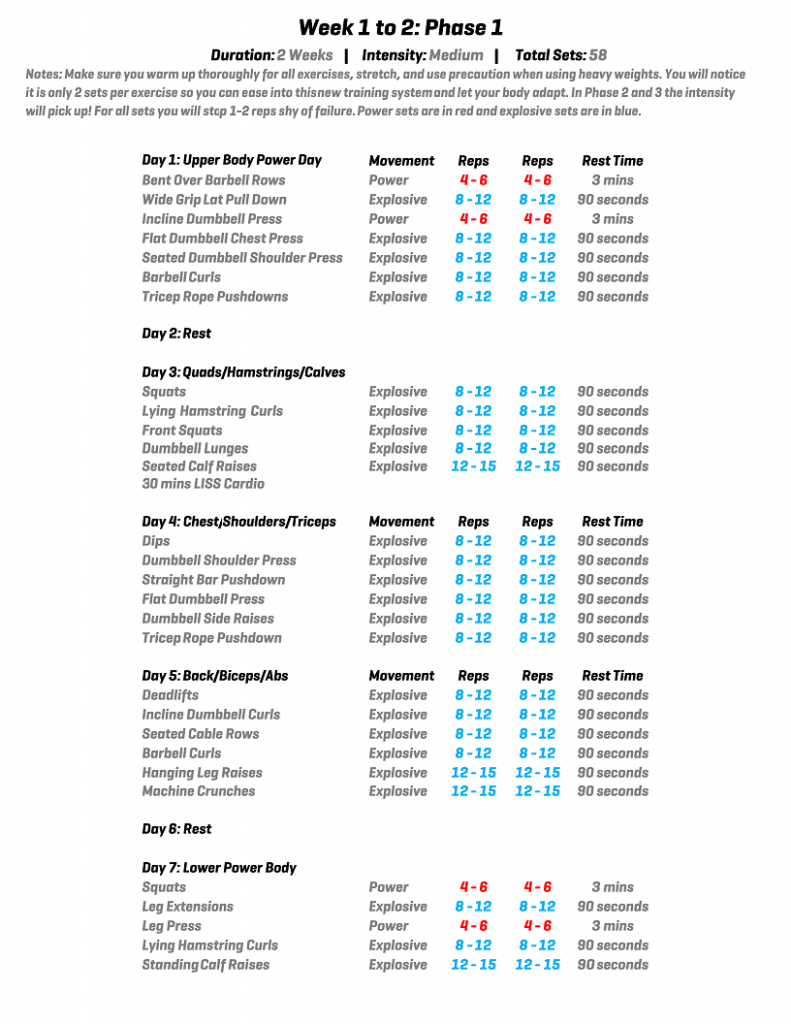 Week 1 to 2: Phase 1
Duration: 2 Weeks | Intensity: Medium | Total Sets: 58
Notes: Make sure you warm up thoroughly for all exercises, stretch, and use precaution when using heavy weights. You will notice
it is only 2 sets per exercise so you can ease into this new training system and let your body adapt. In Phase 2 and 3 the intensity
will pick up! For all sets you will stop 1-2 reps shy of failure. Power sets are in red and explosive sets are in blue.
Day 1: Upper Body Power Day Movement Reps Reps Rest Time
Bent Over Barbell Rows Power 4 - 6 4 - 6 3 mins
Wide Grip Lat Pull Down Explosive 8 - 12 8 - 12 90 seconds
Incline Dumbbell Press Power 4 - 6 4 - 6 3 mins
Flat Dumbbell Chest Press Explosive 8 - 12 8 - 12 90 seconds
Seated Dumbbell Shoulder Press Explosive 8 - 12 8 - 12 90 seconds
Barbell Curls Explosive 8 - 12 8 - 12 90 seconds
Tricep Rope Pushdowns Explosive 8 - 12 8 - 12 90 seconds
Day 2: Rest
Day 3: Quads/Hamstrings/Calves
Squats Explosive 8 - 12 8 - 12 90 seconds
Lying Hamstring Curls Explosive 8 - 12 8 - 12 90 seconds
Front Squats Explosive 8 - 12 8 - 12 90 seconds
Dumbbell Lunges Explosive 8 - 12 8 - 12 90 seconds
Seated Calf Raises Explosive 12 - 15 12 - 15 90 seconds
30 mins LISS Cardio
Day 4: Chest/Shoulders/Triceps Movement Reps Reps Rest Time
Dips Explosive 8 - 12 8 - 12 90 seconds
Dumbbell Shoulder Press Explosive 8 - 12 8 - 12 90 seconds
Straight Bar Pushdown Explosive 8 - 12 8 - 12 90 seconds
Flat Dumbbell Press Explosive 8 - 12 8 - 12 90 seconds
Dumbbell Side Raises Explosive 8 - 12 8 - 12 90 seconds
Tricep Rope Pushdown Explosive 8 - 12 8 - 12 90 seconds
Day 5: Back/Biceps/Abs Movement Reps Reps Rest Time
Deadlifts Explosive 8 - 12 8 - 12 90 seconds
Incline Dumbbell Curls Explosive 8 - 12 8 - 12 90 seconds
Seated Cable Rows Explosive 8 - 12 8 - 12 90 seconds
Barbell Curls Explosive 8 - 12 8 - 12 90 seconds
Hanging Leg Raises Explosive 12 - 15 12 - 15 90 seconds
Machine Crunches Explosive 12 - 15 12 - 15 90 seconds
Day 6: Rest
Day 7: Lower Power Body
Squats Power 4 - 6 4 - 6 3 mins
Leg Extensions Explosive 8 - 12 8 - 12 90 seconds
Leg Press Power 4 - 6 4 - 6 3 mins
Lying Hamstring Curls Explosive 8 - 12 8 - 12 90 seconds
Standing Calf Raises Explosive 12 - 15 12 - 15 90 seconds